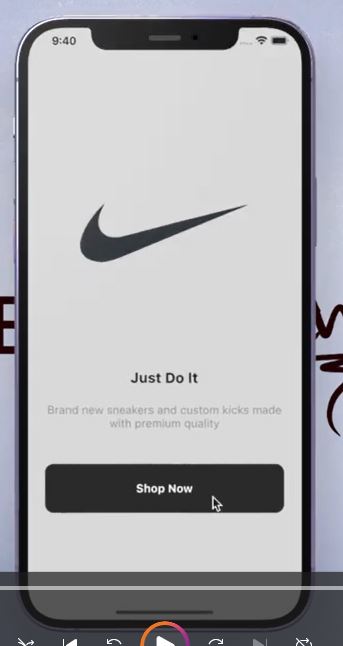 9:40
Just Do It
Brand new sneakers and custom kicks made
with premium quality
Shop Now